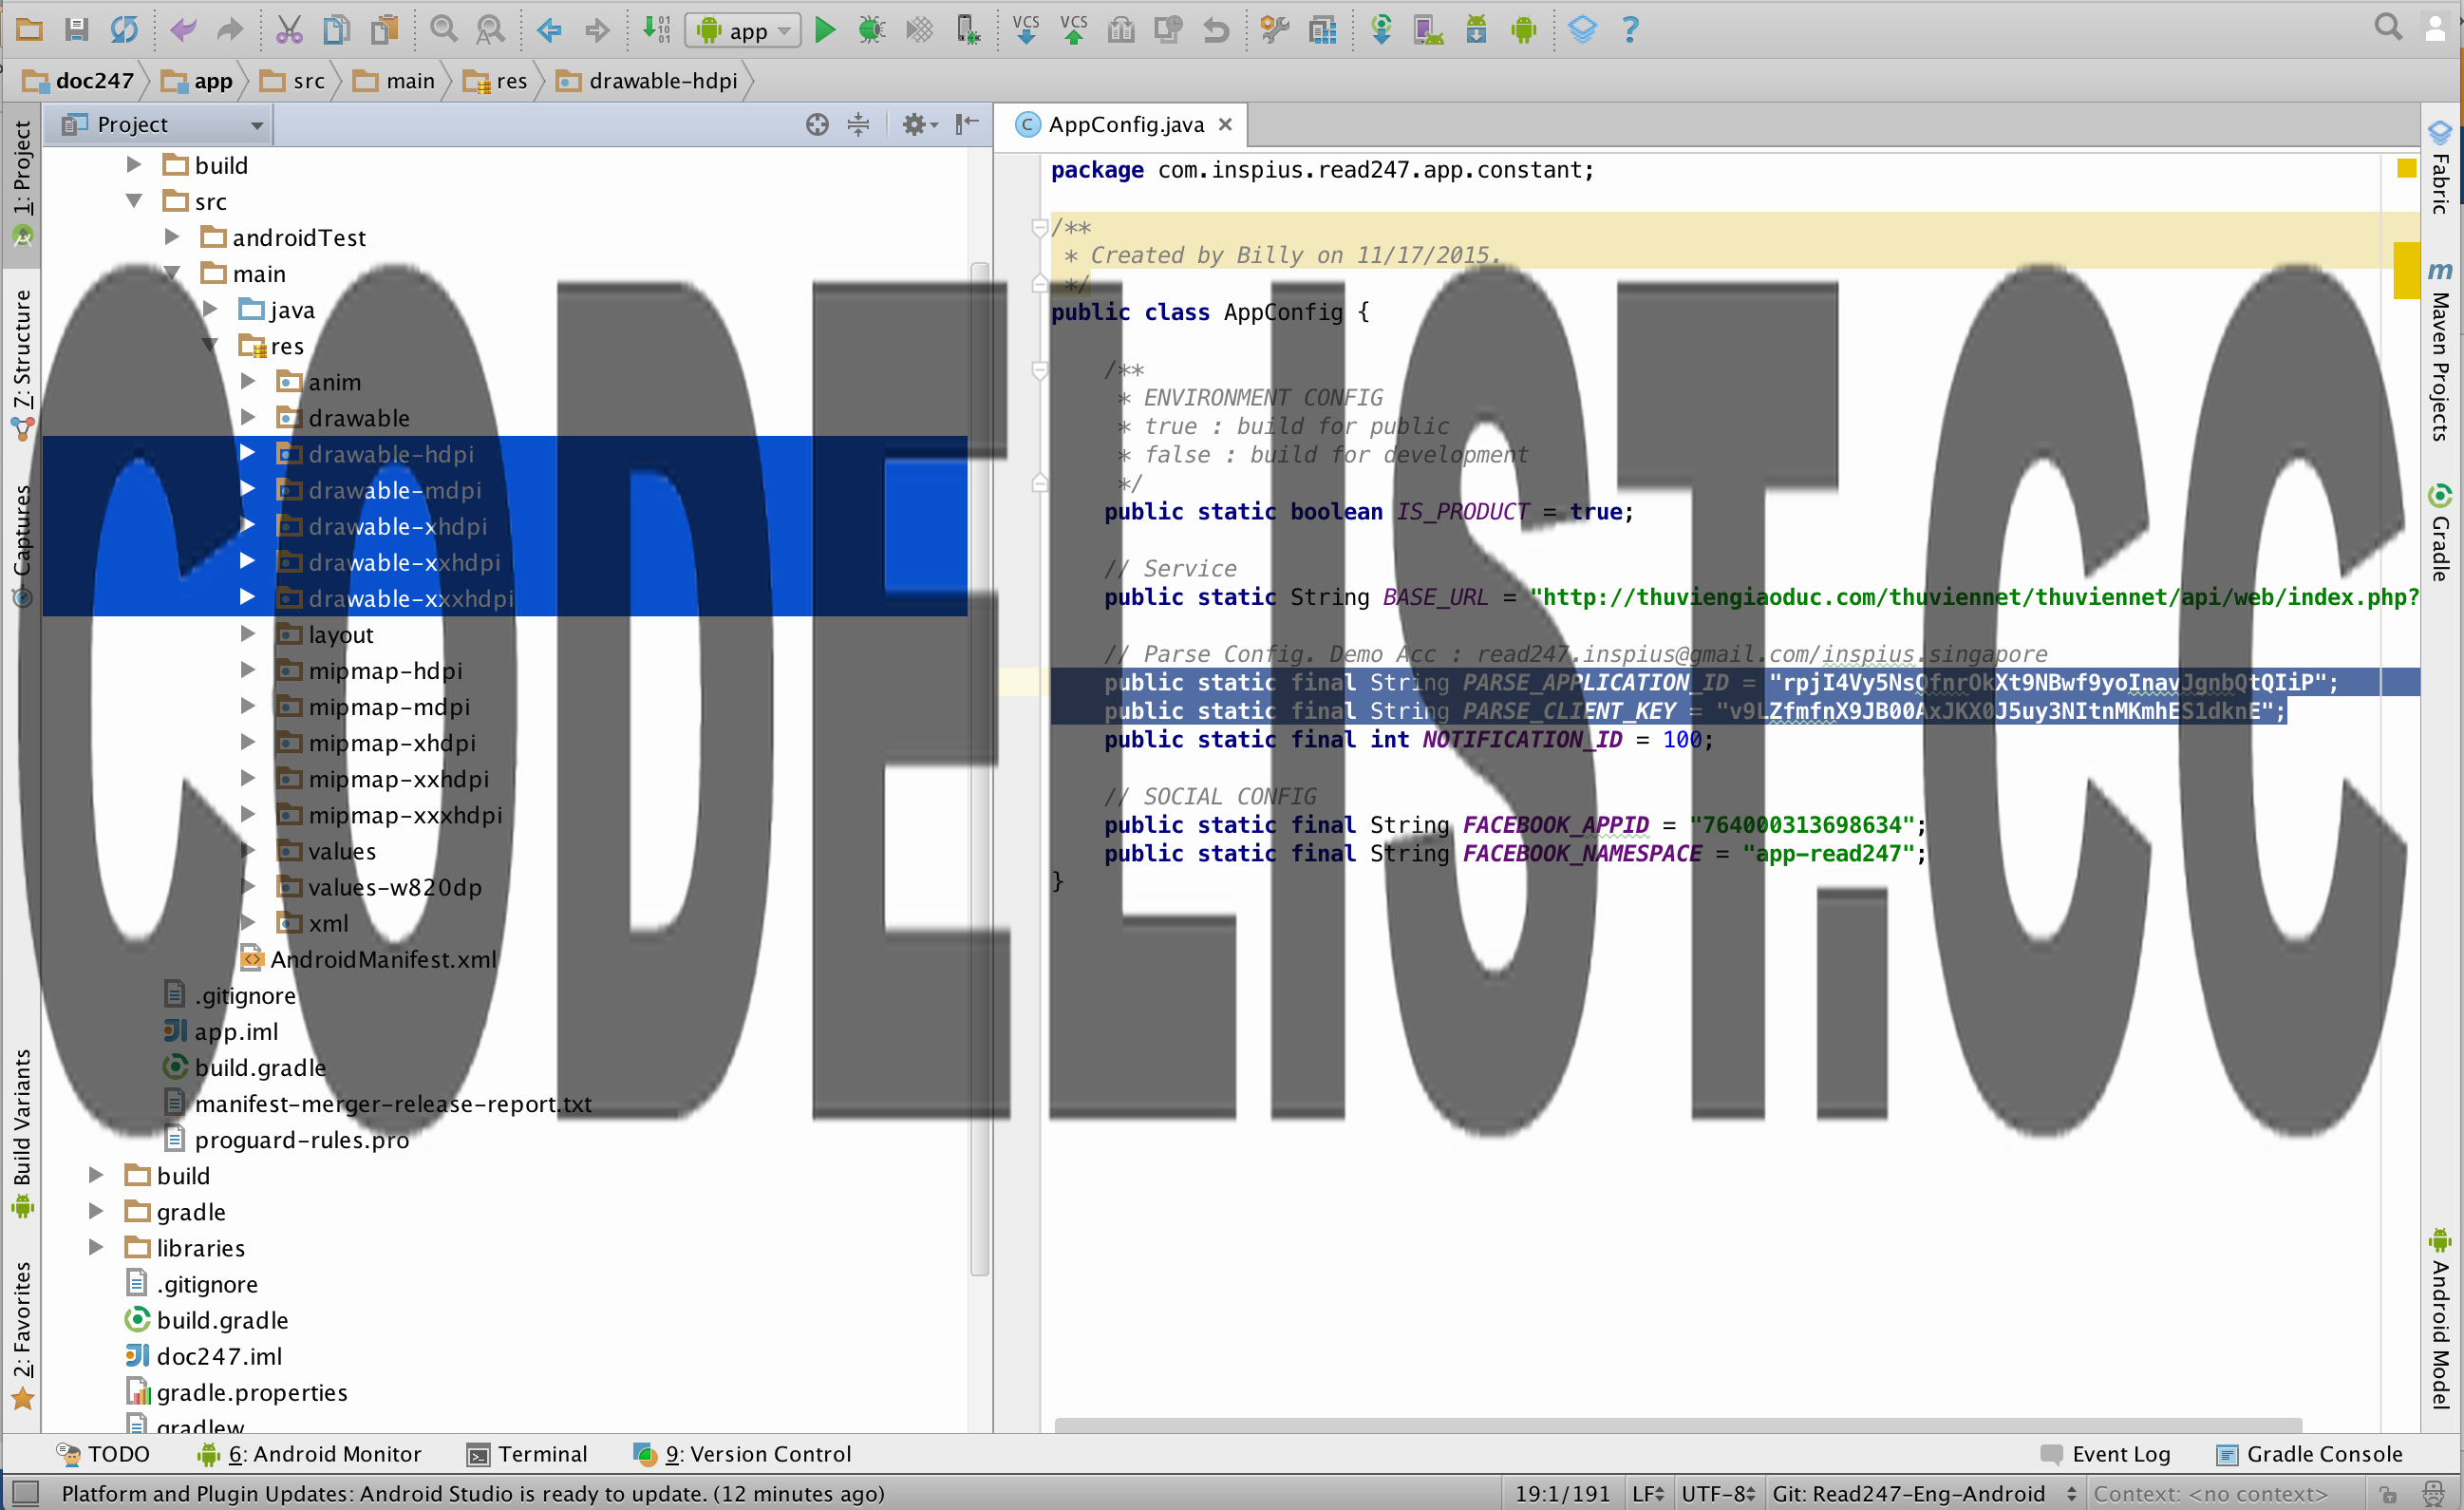 app
doc247 app src main res drawable-hdpi
Project
AppConfig.java
1: Project
7: Structure
Captures
Build Variants
2: Favorites
build
src
androidTest
main
java
res
anim
drawable
drawable-hdpi
drawable-mdpi
drawable-xhdpi
drawable-xxhdpi
drawable-xxxhdpi
layout
mipmap-hdpi
mipmap-mdpi
mipmap-xhdpi
mipmap-xxhdpi
mipmap-xxxhdpi
values
values-w820dp
xml
AndroidManifest.xml
.gitignore
app.iml
build.gradle
manifest-merger-release-report.txt
proguard-rules.pro
build
gradle
libraries
.gitignore
build.gradle
doc247.iml
gradle.properties
gradlew
package com.inspius.read247.app.constant;
/**
* Created by Billy on 11/17/2015.
*/
public class AppConfig {
/**
* ENVIRONMENT CONFIG
* true : build for public
* false : build for development
*/
public static boolean IS_PRODUCT = true;
// Service
public static String BASE_URL = "http://thuviengiaoduc.com/thuviennet/thuviennet/api/web/index.php?
// Parse Config. Demo Acc : read247.inspius@gmail.com/inspius.singapore
public static final String PARSE_APPLICATION_ID = "rpjI4Vy5NsQfnrOkXt9NBwf9yoInavJgnbQtQIiP";
public static final String PARSE_CLIENT_KEY = "v9LZfmfnX9JB00AxJKX0J5uy3NItnMKmhES1dknE";
public static final int NOTIFICATION_ID = 100;
// SOCIAL CONFIG
public static final String FACEBOOK_APPID = "764000313698634";
public static final String FACEBOOK_NAMESPACE = "app-read247";
}
CODELIST.CC
Fabric
Maven Projects
Gradle
Android Model
TODO 6: Android Monitor Terminal 9: Version Control Event Log Gradle Console
Platform and Plugin Updates: Android Studio is ready to update. (12 minutes ago) 19:1/191 LF UTF-8 Git: Read247-Eng-Android Context: <no context>